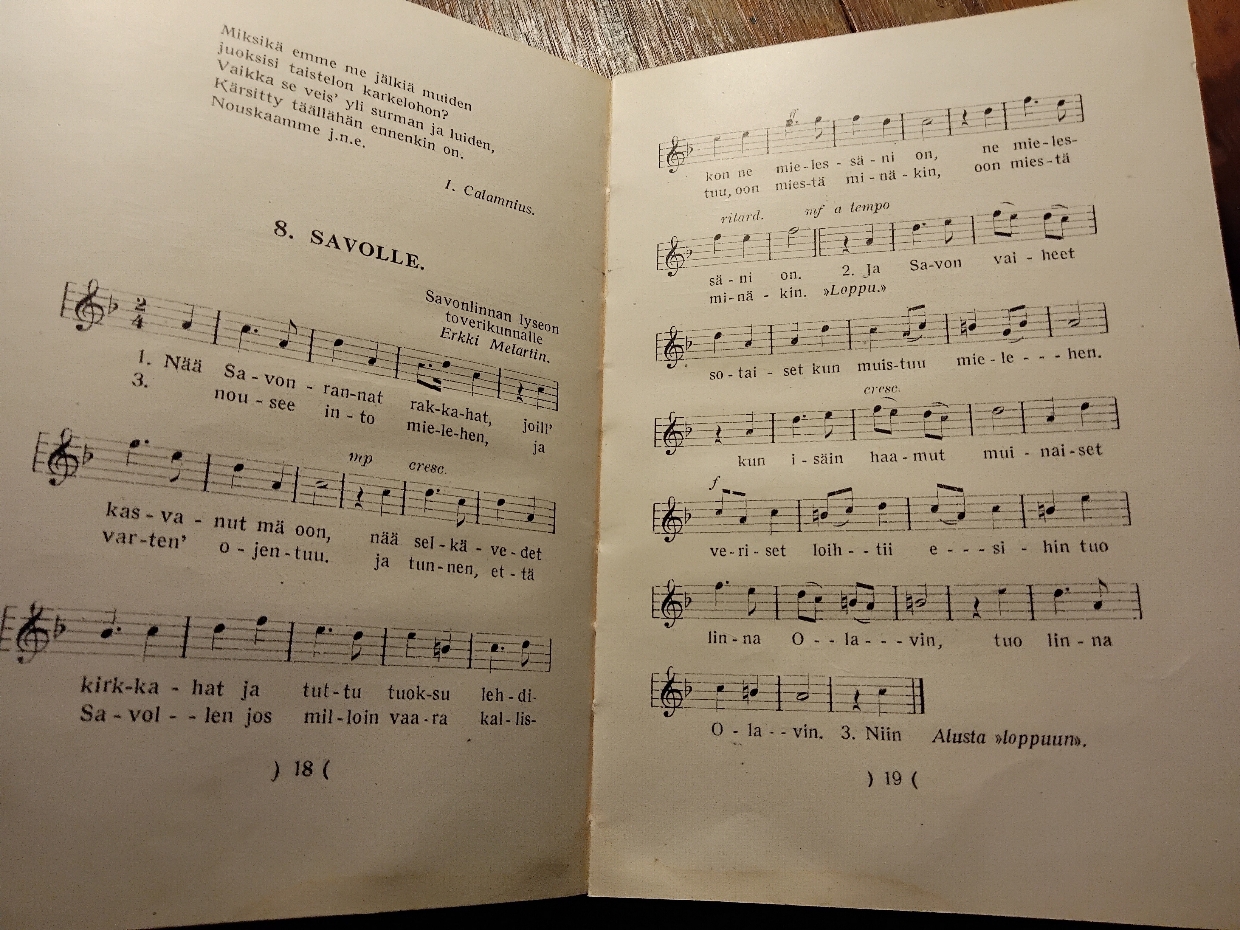 Miksikä emme me jälkiä muiden
juoksisi taistelon karkelohon?
Vaikka se veis' yli surman ja luiden,
Kärsitty täällähän ennenkin on.
Nouskaamme j.n.e.
I. Calamnius.
8. SAVOLLE.
Savonlinnan lyseon
toverikunnalle
Erkki Melartin.
2
4
1. Nää Sa - von - ran-nat rak-ka-hat, joill'
3. nou - see in - to mie-le-hen, ja
mp cresc.
kas - va - nut mä oon, nää sel - kä - ve - det
var-ten' o - jen - tuu. ja tun - nen, et - tä
kirk-ka - hat ja tut - tu tuok-su leh - di-
Sa - vol - - len jos mil - loin vaa - ra kal - lis-
) 18 (
kon ne mie - les - sä - ni on, ne mie - les-
tuu, oon mies-tä mi - nä - kin, oon mies - tä
ritard. mf a tempo
sä - ni on. 2. Ja Sa-von vai - heet
mi - nä - kin. »Loppu.»
so - tai - set kun muis-tuu mie - le - - - hen.
cresc.
kun i - säin haa - mut mui - nai - set
f
ve - ri - set loih - - tii e - - - si - hin tuo
lin - na O - - la - - - vin, tuo lin - na
O - la - - vin. 3. Niin Alusta »loppuun».
) 19 (